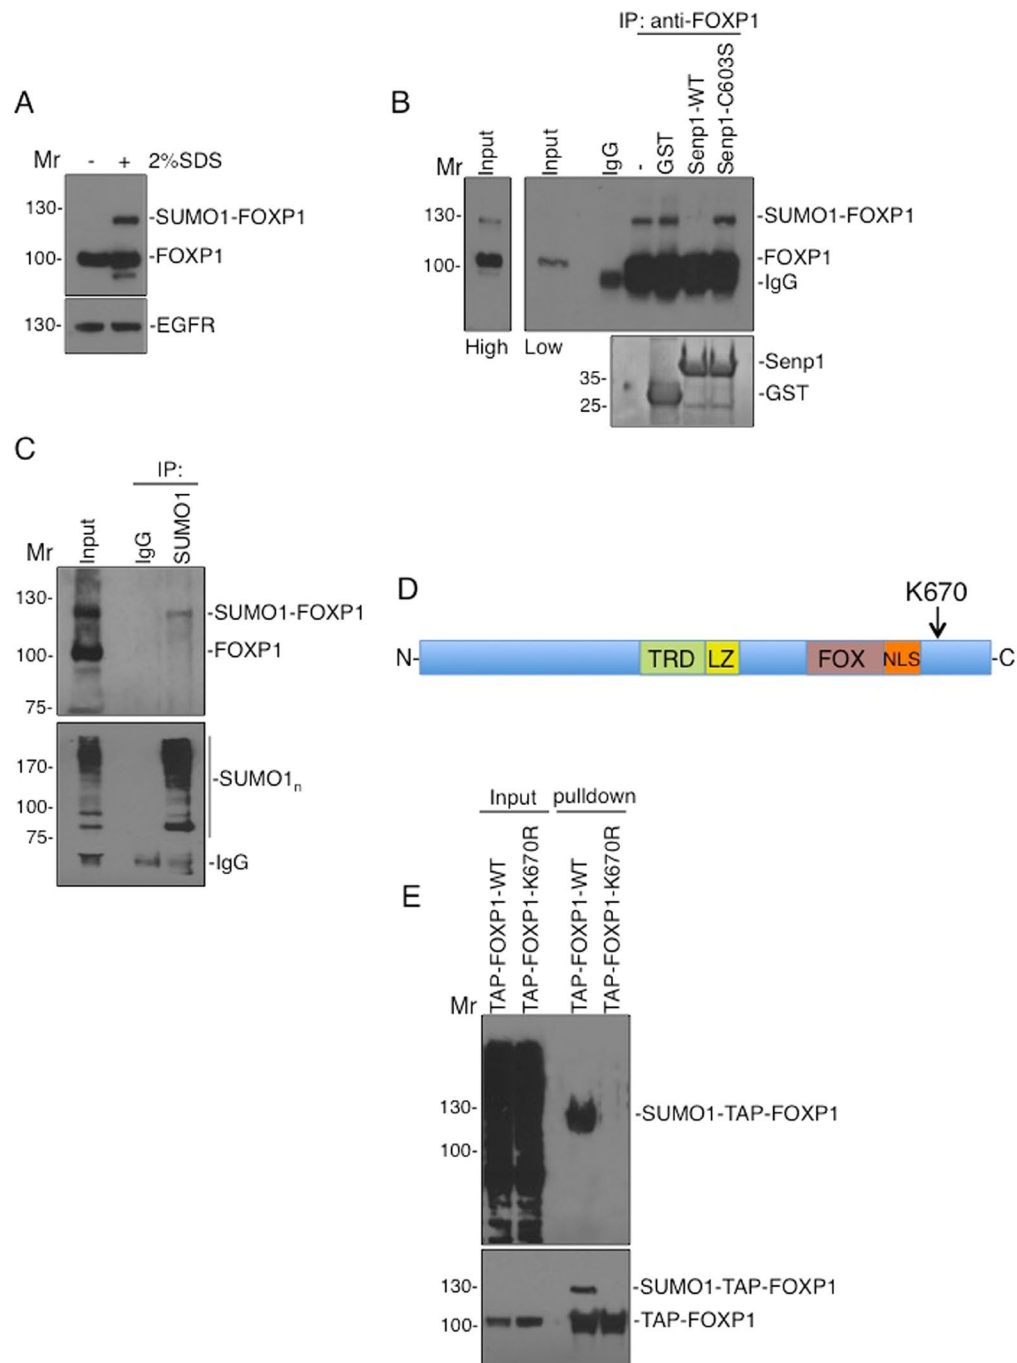 A
Mr - + 2%SDS
130-
-SUMO1-FOXP1
100-
-FOXP1
130-
-EGFR
B
IP: anti-FOXP1
Mr
Input
Input
IgG
-
GST
Senp1-WT
Senp1-C603S
130-
-SUMO1-FOXP1
100-
-FOXP1
-IgG
High
Low
-Senp1
35-
-GST
25-
C
IP:
Mr
Input
IgG
SUMO1
130-
-SUMO1-FOXP1
100-
-FOXP1
75-
170-
-SUMO1n
100-
75-
-IgG
D
K670
N-
TRD
LZ
FOX
NLS
-C
E
Input pulldown
Mr
TAP-FOXP1-WT
TAP-FOXP1-K670R
TAP-FOXP1-WT
TAP-FOXP1-K670R
130-
-SUMO1-TAP-FOXP1
100-
130-
-SUMO1-TAP-FOXP1
100-
-TAP-FOXP1